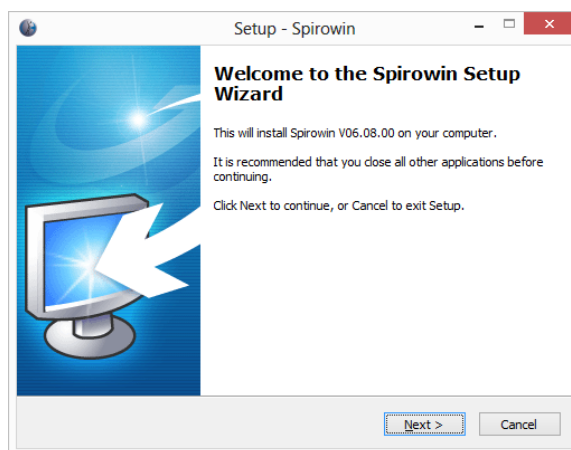 Setup - Spirowin
Welcome to the Spirowin Setup
Wizard
This will install Spirowin V06.08.00 on your computer.
It is recommended that you close all other applications before
continuing.
Click Next to continue, or Cancel to exit Setup.
Next >
Cancel